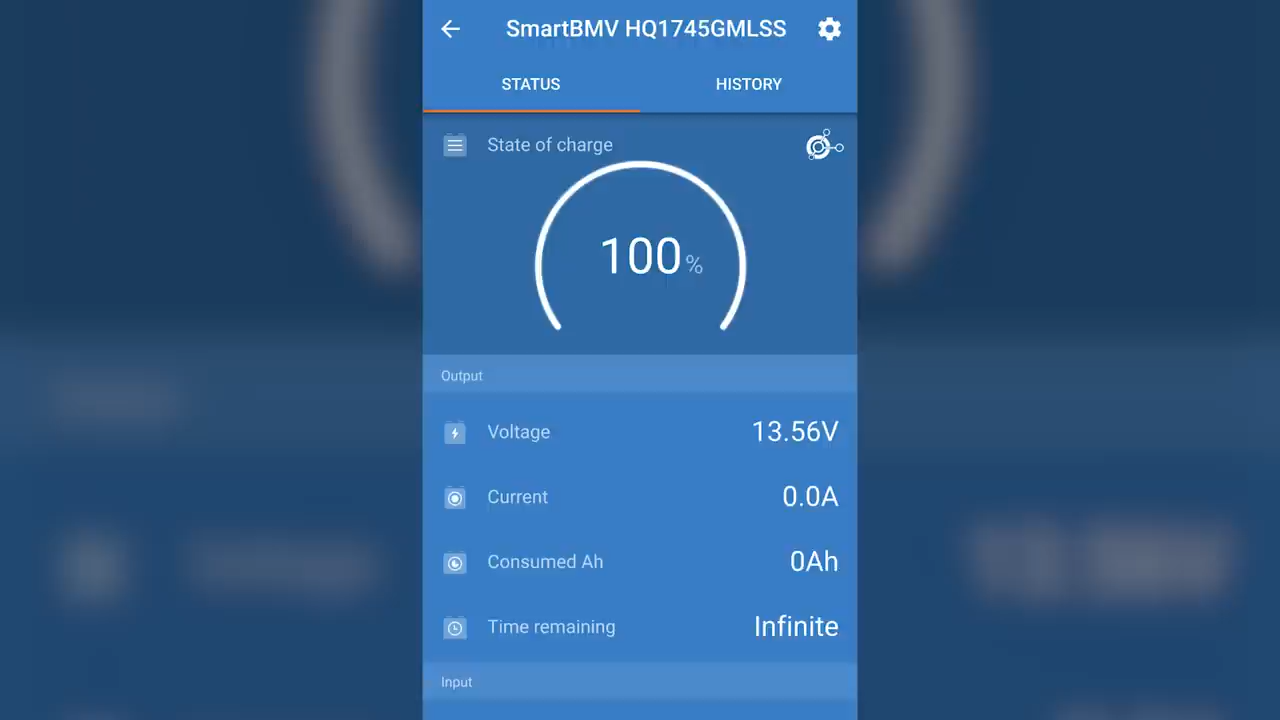 SmartBMV HQ1745GMLSS
STATUS HISTORY
State of charge
100%
Output
Voltage 13.56V
Current 0.0A
Consumed Ah 0Ah
Time remaining Infinite
Input